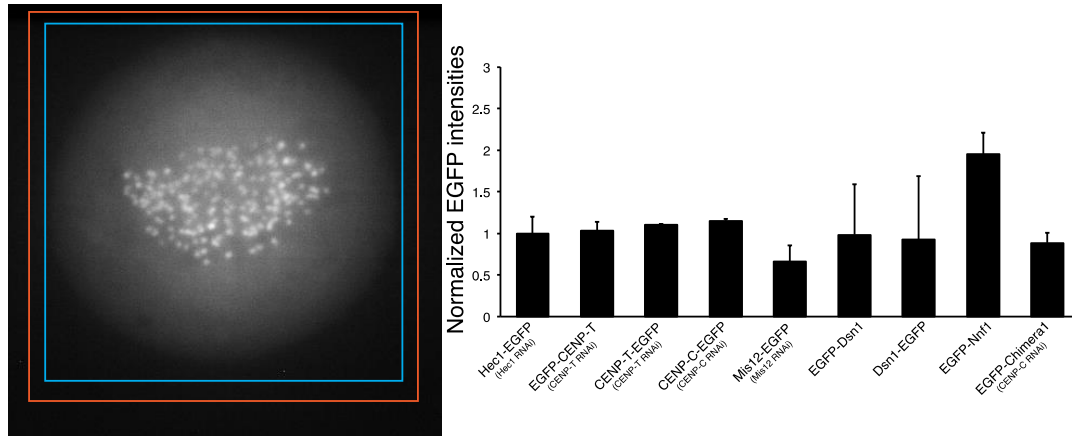 Normalized EGFP intensities
3
2.5
2
1.5
1
0.5
0
Hec1-EGFP
(Hec1 RNAi)
EGFP-CENP-T
(CENP-T RNAi)
CENP-T-EGFP
(CENP-T RNAi)
CENP-C-EGFP
(CENP-C RNAi)
Mis12-EGFP
(Mis12 RNAi)
EGFP-Dsn1
Dsn1-EGFP
EGFP-Nnf1
EGFP-Chimera1
(CENP-C RNAi)